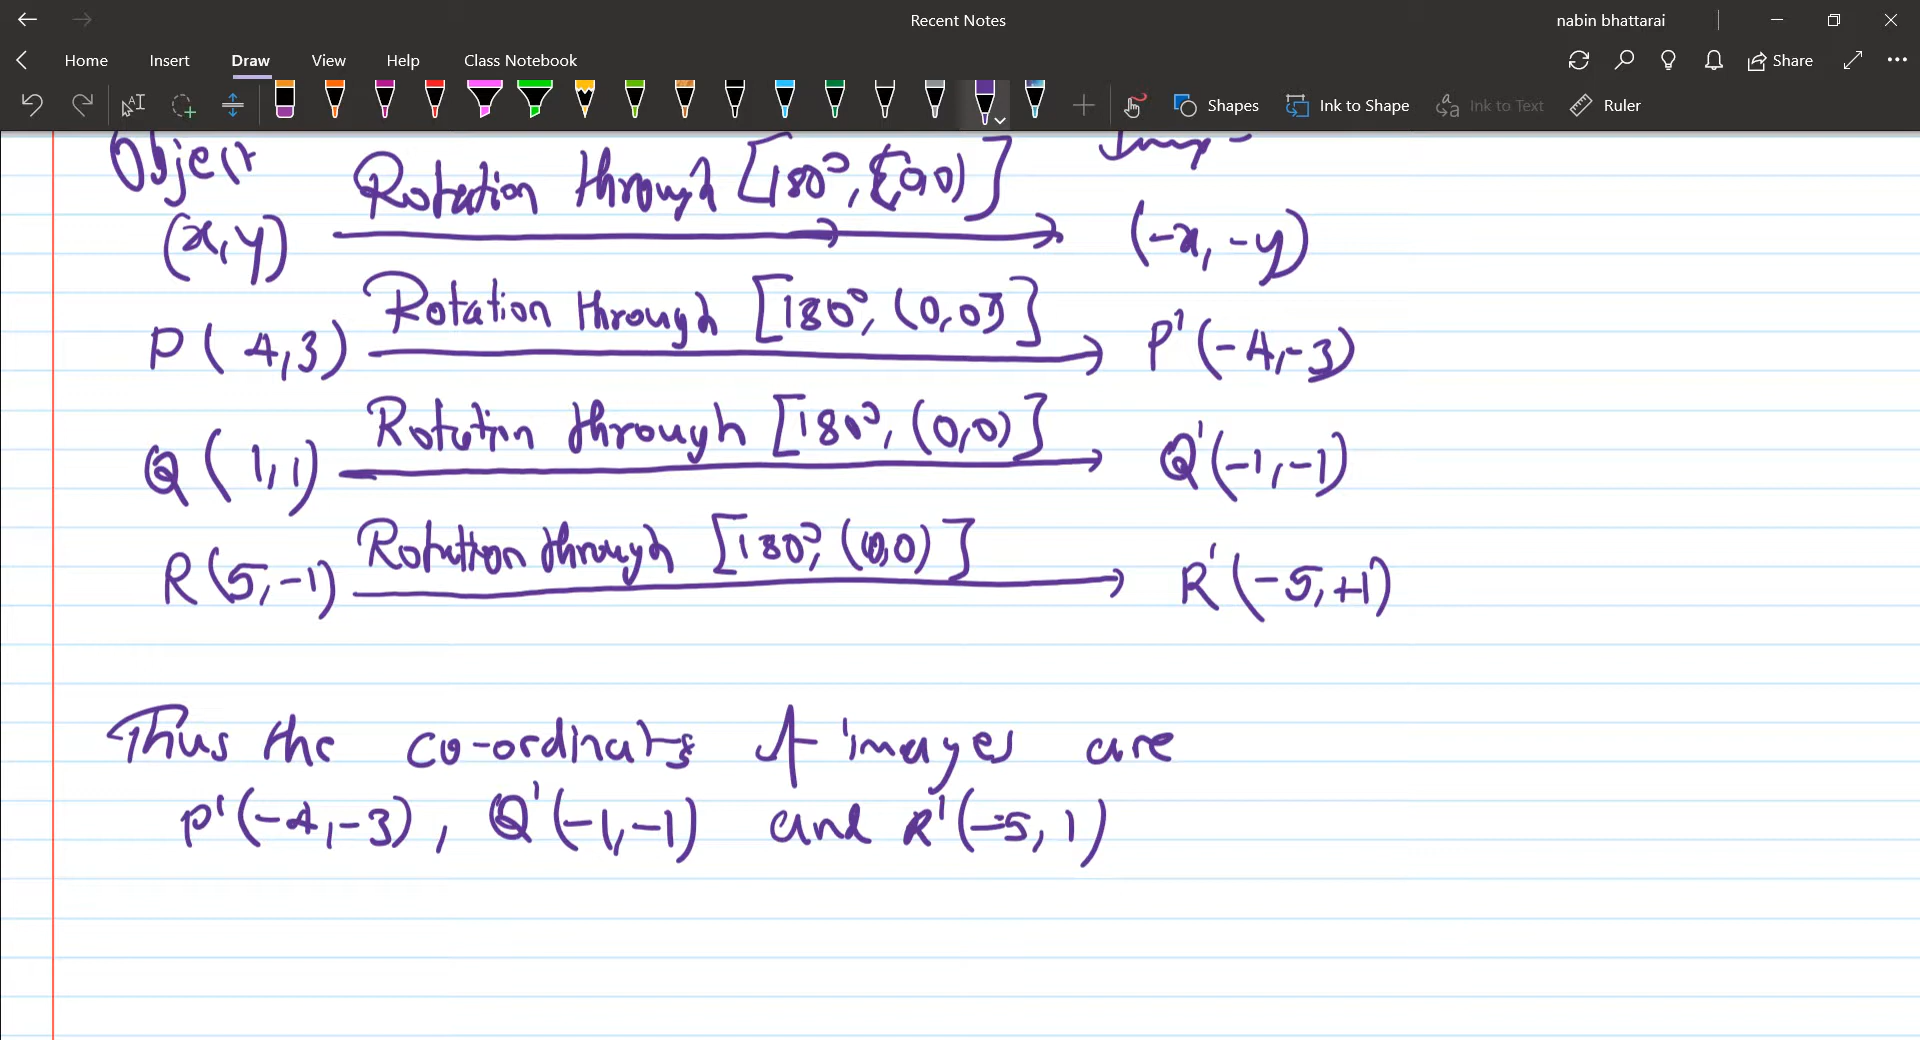 Recent Notes
nabin bhattarai
Home Insert Draw View Help Class Notebook
Share
Shapes Ink to Shape Ink to Text Ruler
Object Rotation through [180°, (0,0)]
(x,y) (-x, -y)
Rotation through [180°, (0,0)]
P( 4,3) P'(-4,-3)
Rotation through [180°, (0,0)]
Q( 1,1) Q'(-1,-1)
Rotation through [180°, (0,0)]
R(5,-1) R'(-5,+1)
Thus the co-ordinates of images are
P'(-4,-3), Q'(-1,-1) and R'(-5, 1)